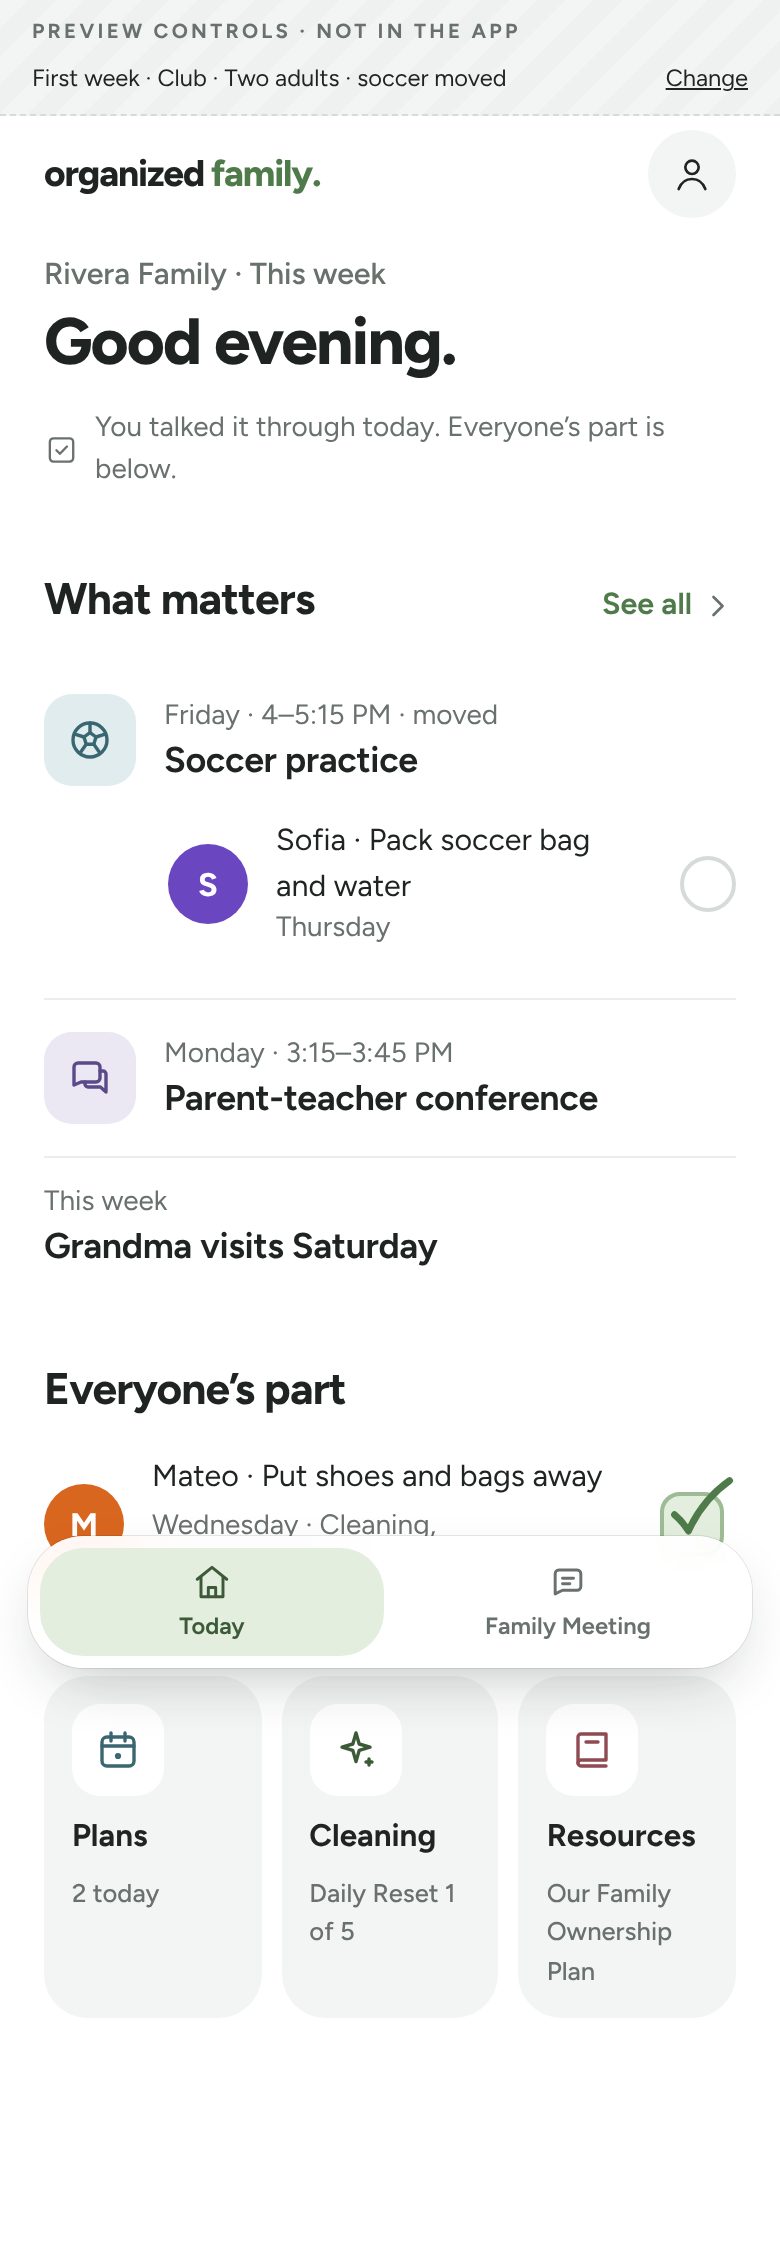 PREVIEW CONTROLS · NOT IN THE APP
First week · Club · Two adults · soccer moved
Change
organized family.
Rivera Family · This week
Good evening.
You talked it through today. Everyone’s part is
below.
What matters
See all
Friday · 4–5:15 PM · moved
Soccer practice
S
Sofia · Pack soccer bag
and water
Thursday
Monday · 3:15–3:45 PM
Parent-teacher conference
This week
Grandma visits Saturday
Everyone’s part
M
Mateo · Put shoes and bags away
Wednesday · Cleaning,
Today
Family Meeting
Plans
2 today
Cleaning
Daily Reset 1
of 5
Resources
Our Family
Ownership
Plan